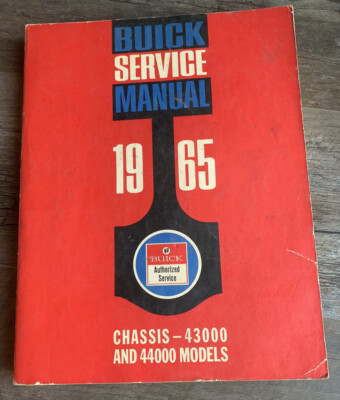 BUICK
SERVICE
MANUAL
19 65
BUICK
Authorized
Service
CHASSIS - 43000
AND 44000 MODELS